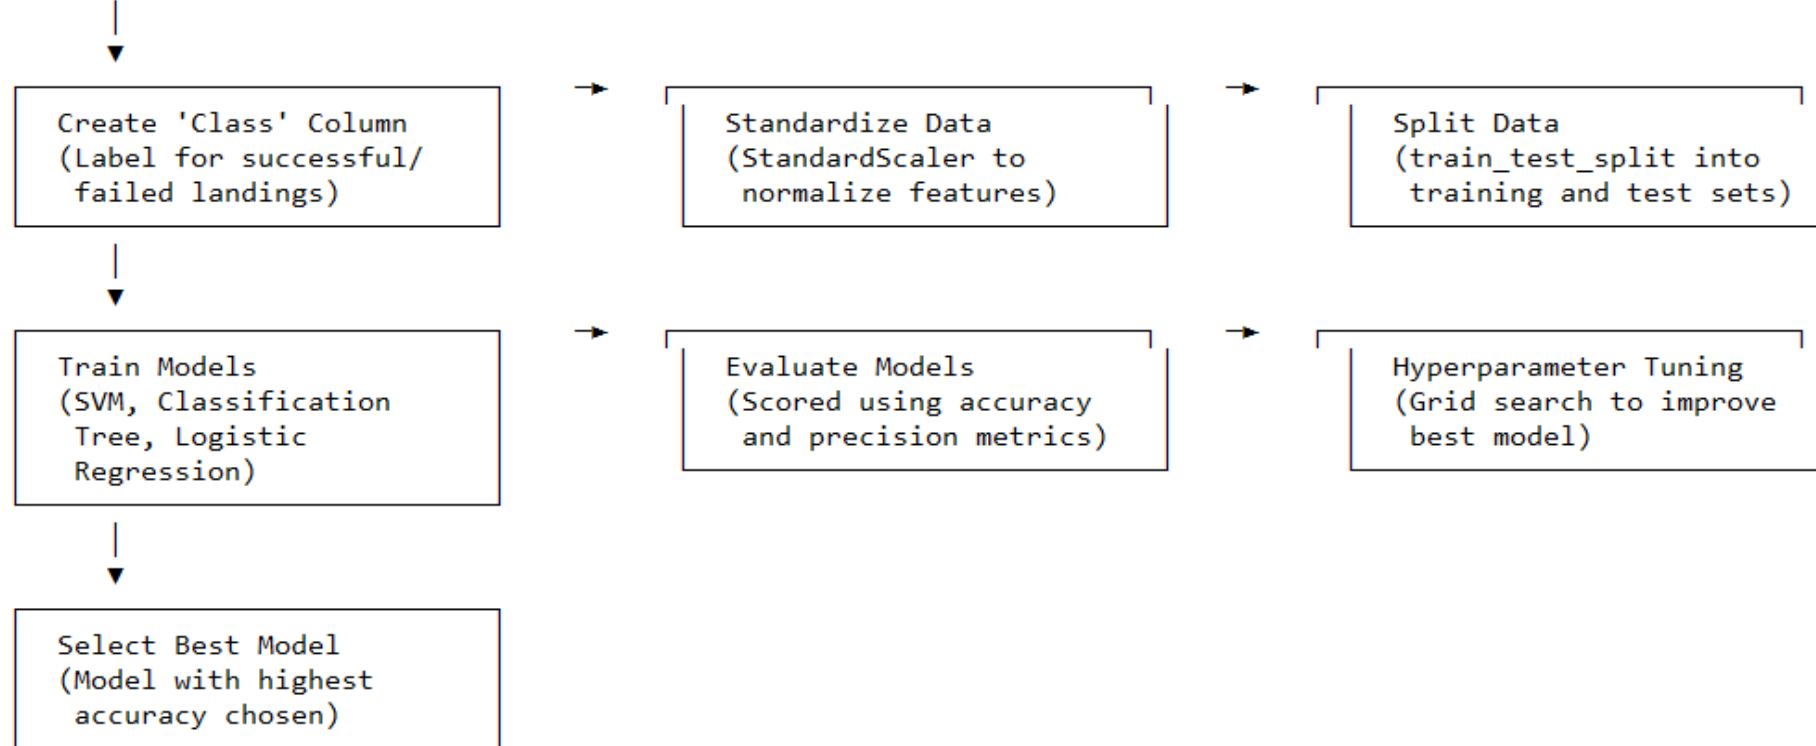 Create 'Class' Column
(Label for successful/
failed landings)
Standardize Data
(StandardScaler to
normalize features)
Split Data
(train_test_split into
training and test sets)
Train Models
(SVM, Classification
Tree, Logistic
Regression)
Evaluate Models
(Scored using accuracy
and precision metrics)
Hyperparameter Tuning
(Grid search to improve
best model)
Select Best Model
(Model with highest
accuracy chosen)